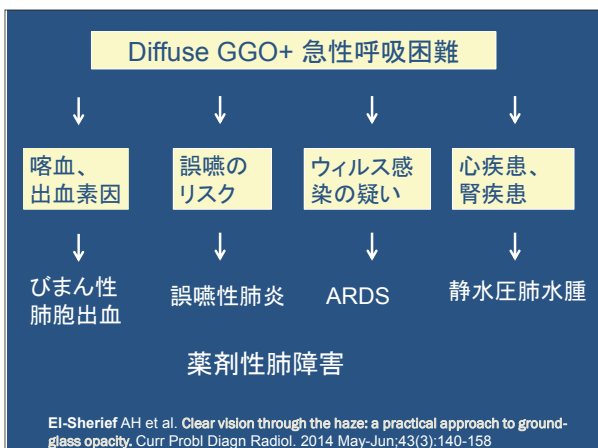 Diffuse GGO+ 急性呼吸困難
喀血、
出血素因
誤嚥の
リスク
ウィルス感
染の疑い
心疾患、
腎疾患
びまん性
肺胞出血
誤嚥性肺炎
ARDS
静水圧肺水腫
薬剤性肺障害
El-Sherief AH et al. Clear vision through the haze: a practical approach to ground-
glass opacity. Curr Probl Diagn Radiol. 2014 May-Jun;43(3):140-158